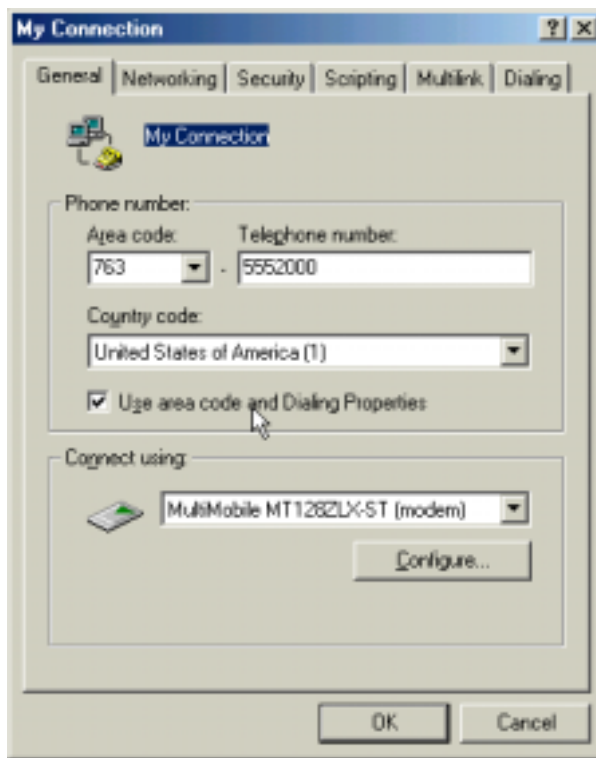 My Connection
General Networking Security Scripting Multilink Dialing
My Connection
Phone number:
Area code: Telephone number:
763 - 5552000
Country code:
United States of America (1)
Use area code and Dialing Properties
Connect using:
MultiMobile MT128ZLX-ST (modem)
Configure...
OK Cancel